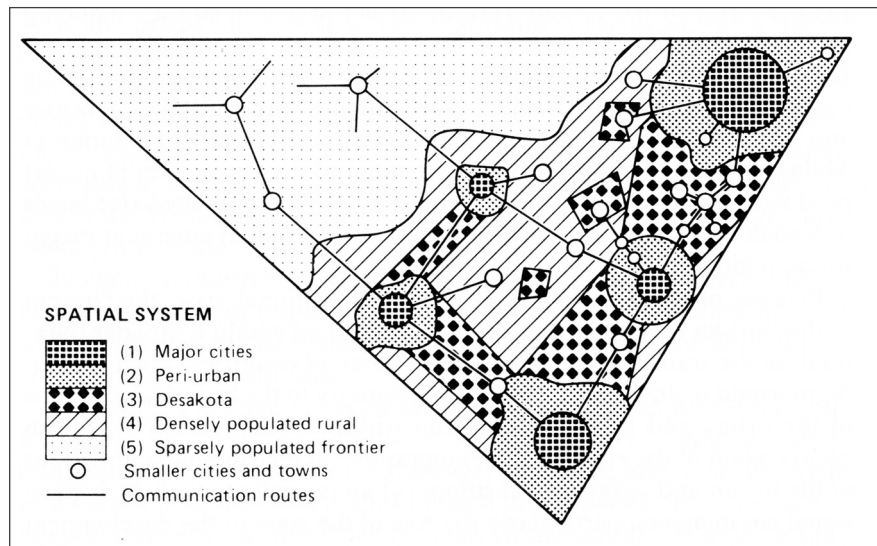 SPATIAL SYSTEM
(1) Major cities
(2) Peri-urban
(3) Desakota
(4) Densely populated rural
(5) Sparsely populated frontier
Smaller cities and towns
Communication routes